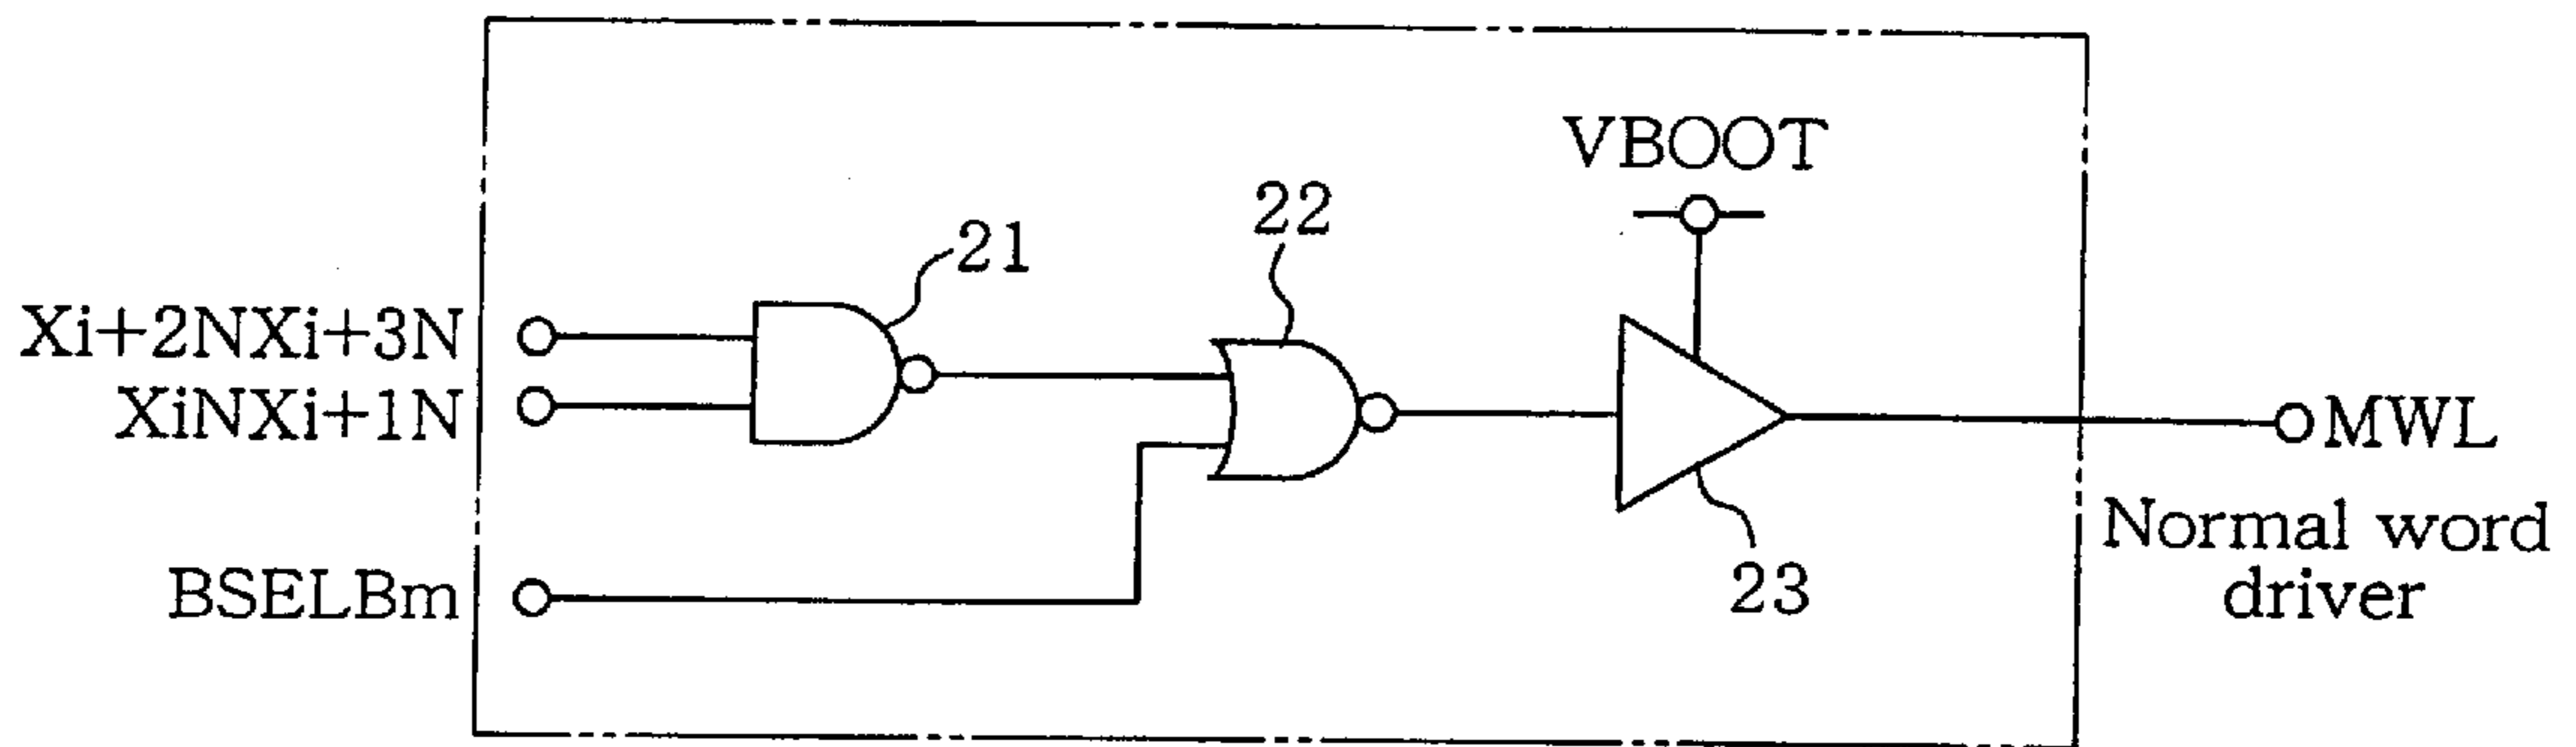 VBOOT
22
21
Xi+2NXi+3N
XiNXi+1N
MWL
Normal word
driver
23
BSELBm